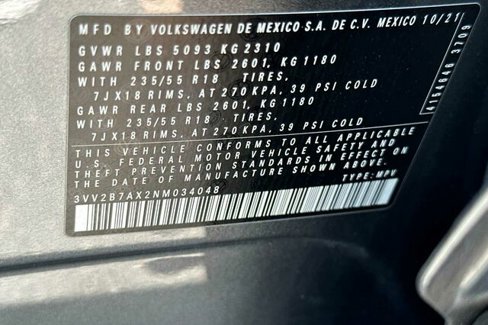 MFD BY VOLKSWAGEN DE MEXICO S.A. DE C.V. MEXICO 10/21
GVWR LBS 5093 KG2310
GAWR FRONT LBS 2601, KG1180
WITH 235/55 R18 TIRES,
7JX18 RIMS, AT 270KPA, 39 PSI COLD
GAWR REAR LBS 2601, KG1180
WITH 235/55 R18 TIRES,
7JX18 RIMS, AT 270KPA, 39 PSI COLD
THIS VEHICLE CONFORMS TO ALL APPLICABLE
U.S. FEDERAL MOTOR VEHICLE SAFETY AND
THEFT PREVENTION STANDARDS IN EFFECT ON
THE DATE OF MANUFACTURE SHOWN ABOVE.
3VV2B7AX2NM034048 TYPE: MPV